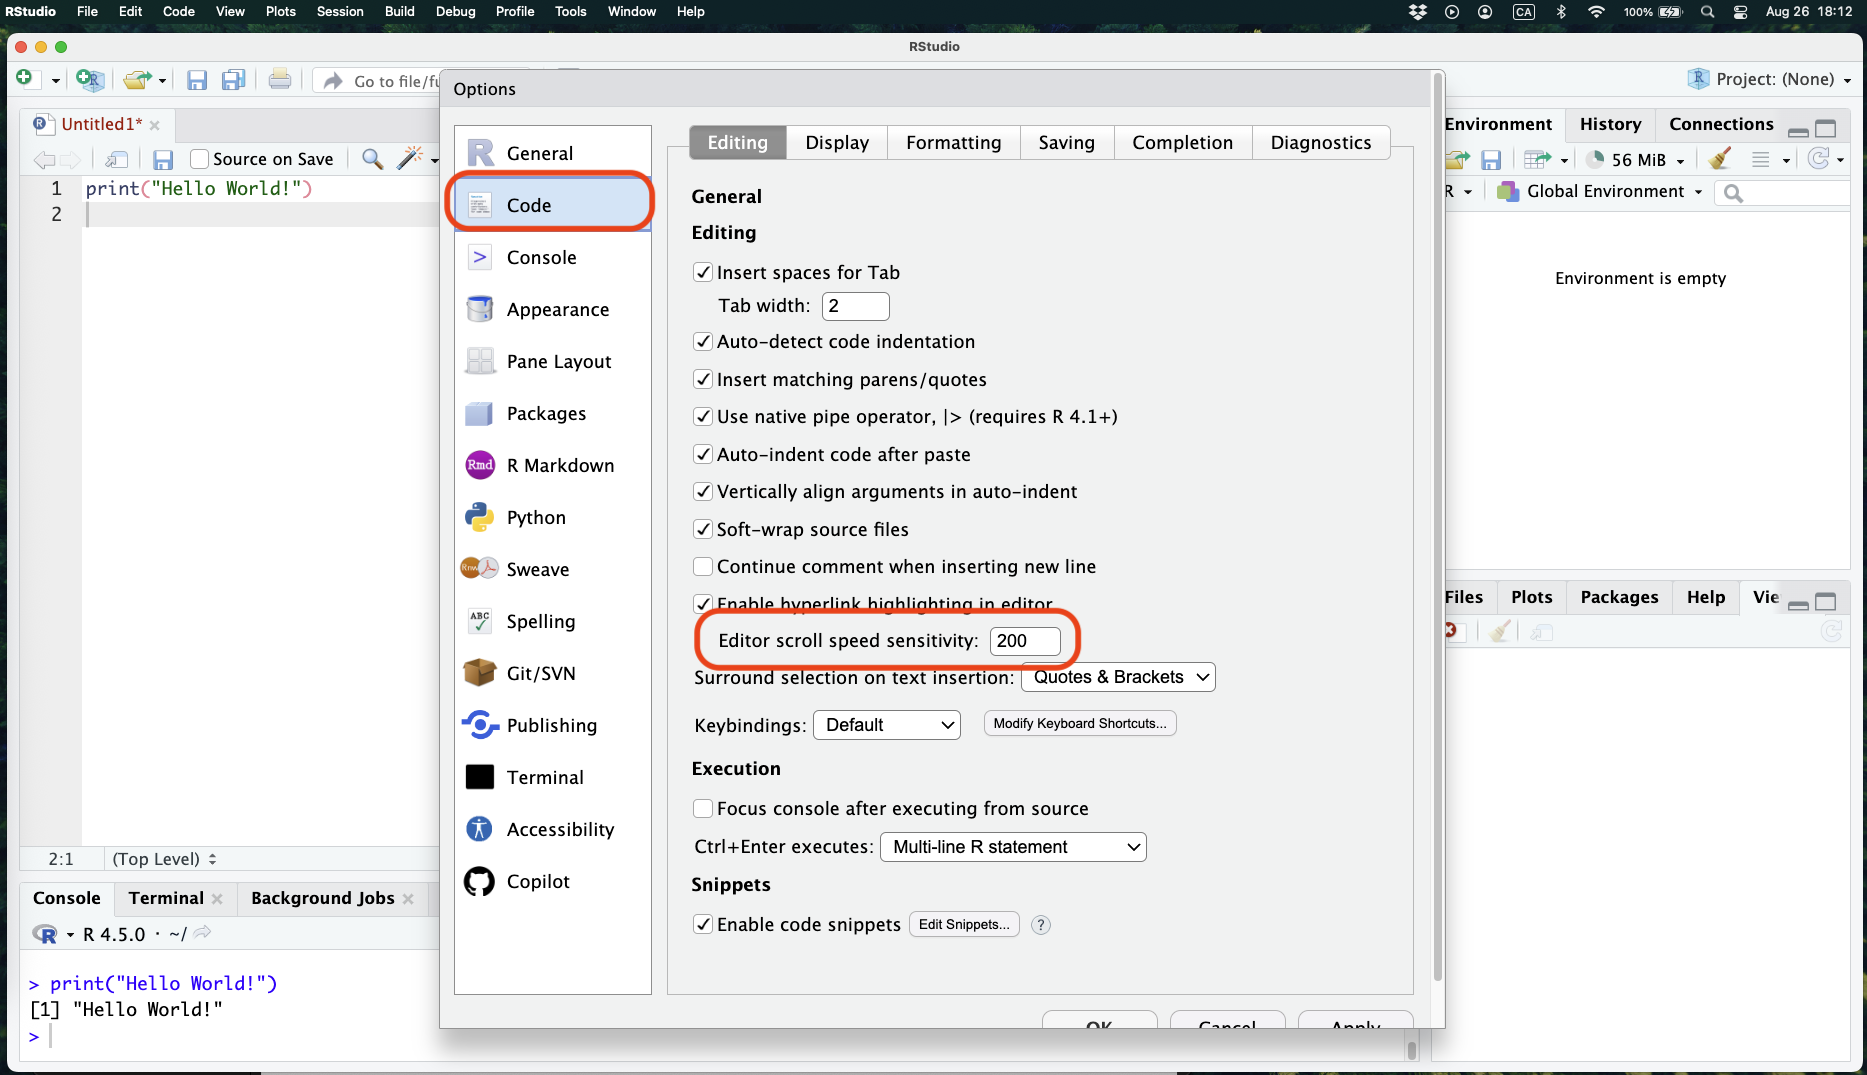 RStudio File Edit Code View Plots Session Build Debug Profile Tools Window Help CA 100% Aug 26 18:12
RStudio
Go to file/fu
Project: (None)
Options
Untitled1*
Source on Save
1 print("Hello World!")
2
2:1 (Top Level)
Console Terminal Background Jobs
R 4.5.0 · ~/
> print("Hello World!")
[1] "Hello World!"
>
General
Code
Console
Appearance
Pane Layout
Packages
Rmd R Markdown
Python
Rnw Sweave
ABC Spelling
Git/SVN
Publishing
Terminal
Accessibility
Copilot
Editing Display Formatting Saving Completion Diagnostics
General
Editing
Insert spaces for Tab
Tab width: 2
Auto-detect code indentation
Insert matching parens/quotes
Use native pipe operator, |> (requires R 4.1+)
Auto-indent code after paste
Vertically align arguments in auto-indent
Soft-wrap source files
Continue comment when inserting new line
Enable hyperlink highlighting in editor
Editor scroll speed sensitivity: 200
Surround selection on text insertion: Quotes & Brackets
Keybindings: Default Modify Keyboard Shortcuts...
Execution
Focus console after executing from source
Ctrl+Enter executes: Multi-line R statement
Snippets
Enable code snippets Edit Snippets... ?
OK Cancel Apply
Environment History Connections
56 MiB
R Global Environment
Environment is empty
Files Plots Packages Help Vie